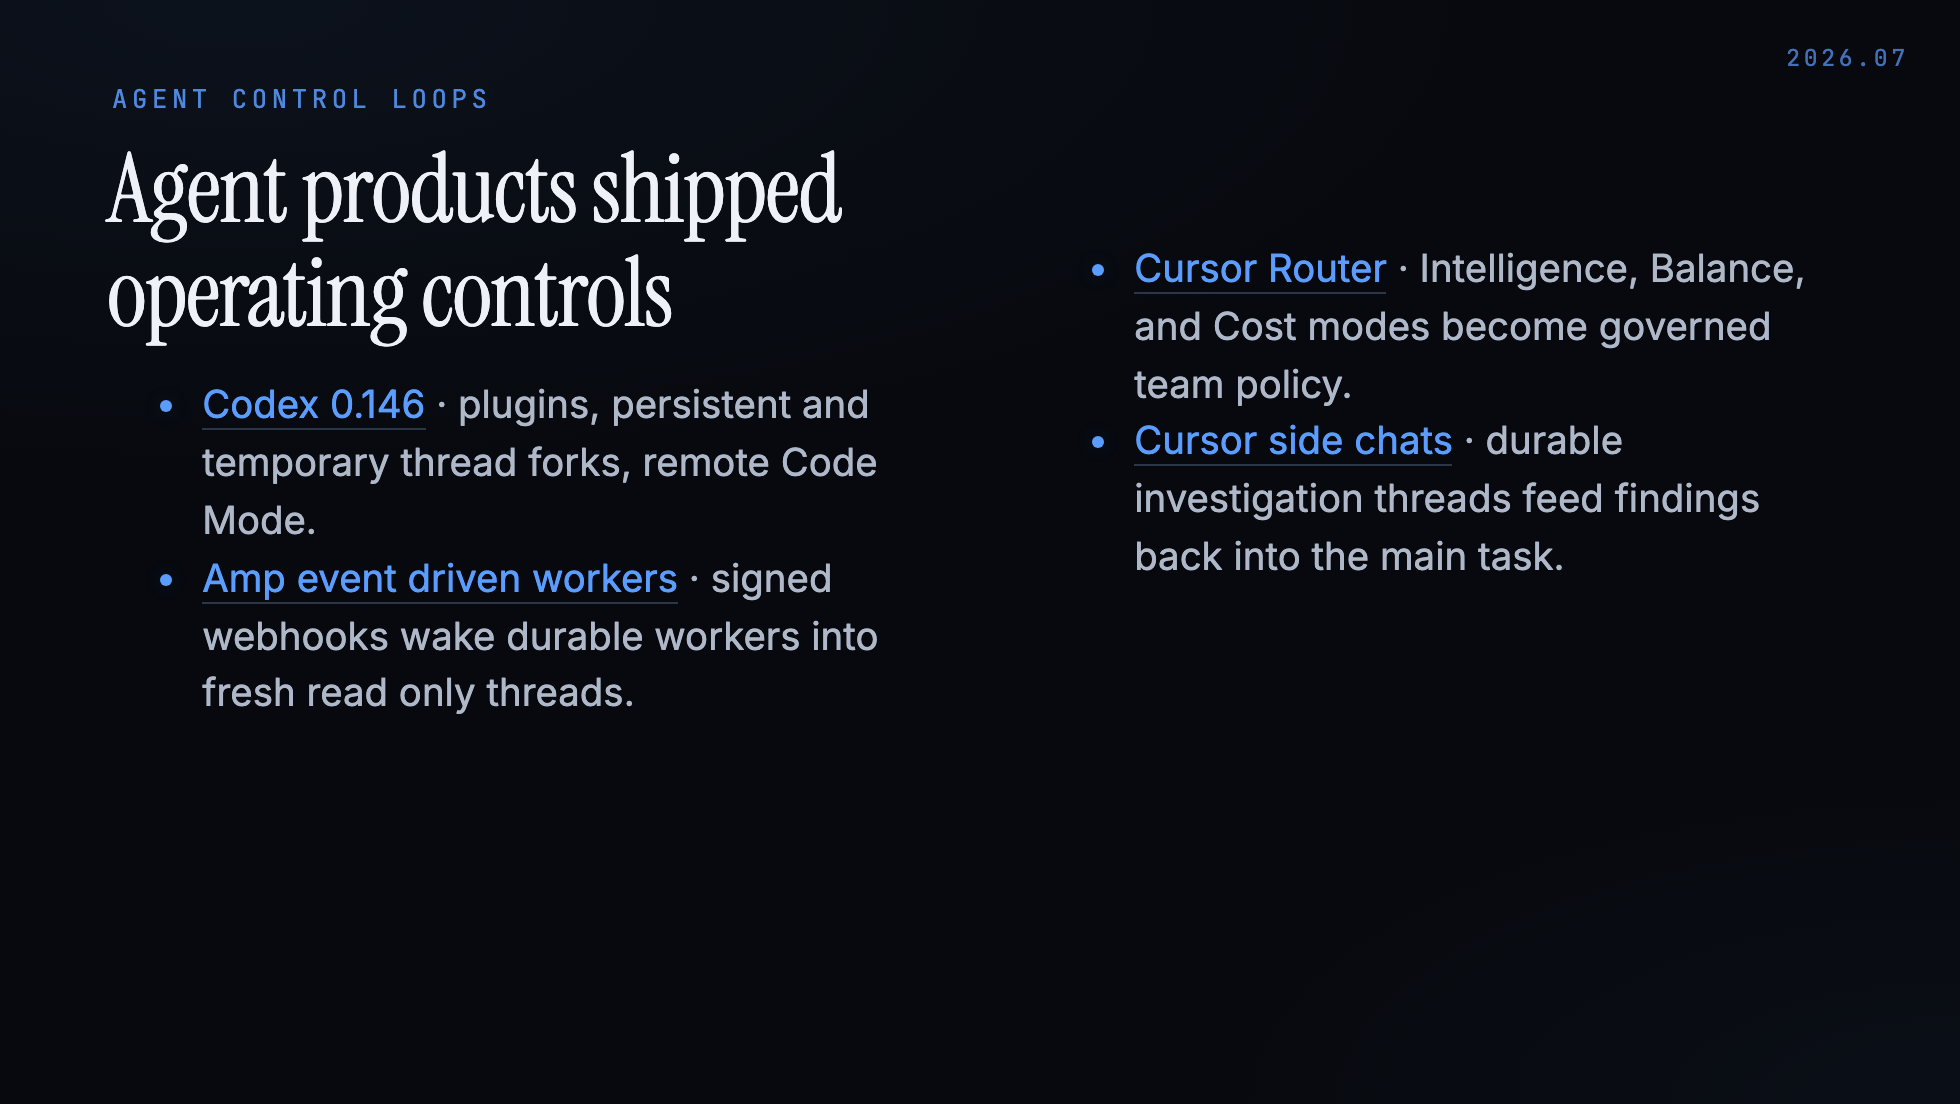 2026.07
AGENT CONTROL LOOPS
Agent products shipped
operating controls
• Codex 0.146 · plugins, persistent and
temporary thread forks, remote Code
Mode.
• Amp event driven workers · signed
webhooks wake durable workers into
fresh read only threads.
• Cursor Router · Intelligence, Balance,
and Cost modes become governed
team policy.
• Cursor side chats · durable
investigation threads feed findings
back into the main task.